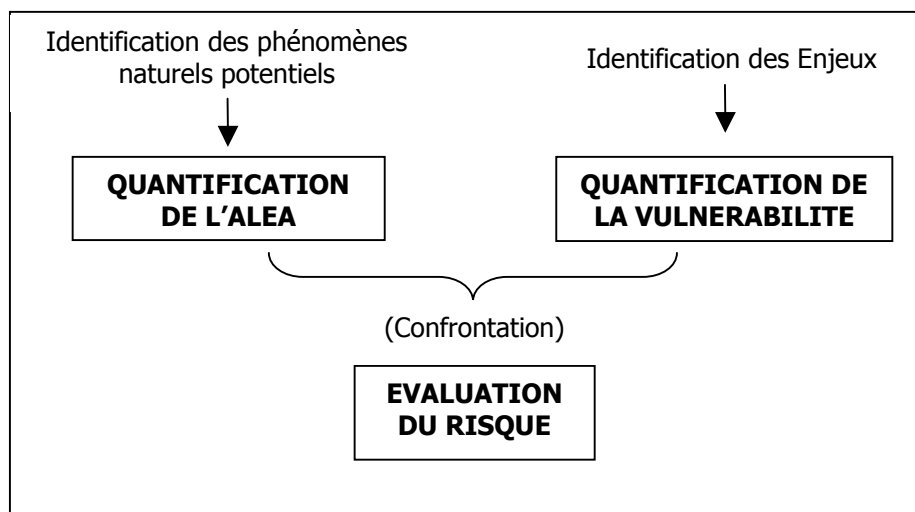 Identification des phénomènes
naturels potentiels
Identification des Enjeux
QUANTIFICATION
DE L'ALEA
QUANTIFICATION DE
LA VULNERABILITE
(Confrontation)
EVALUATION
DU RISQUE